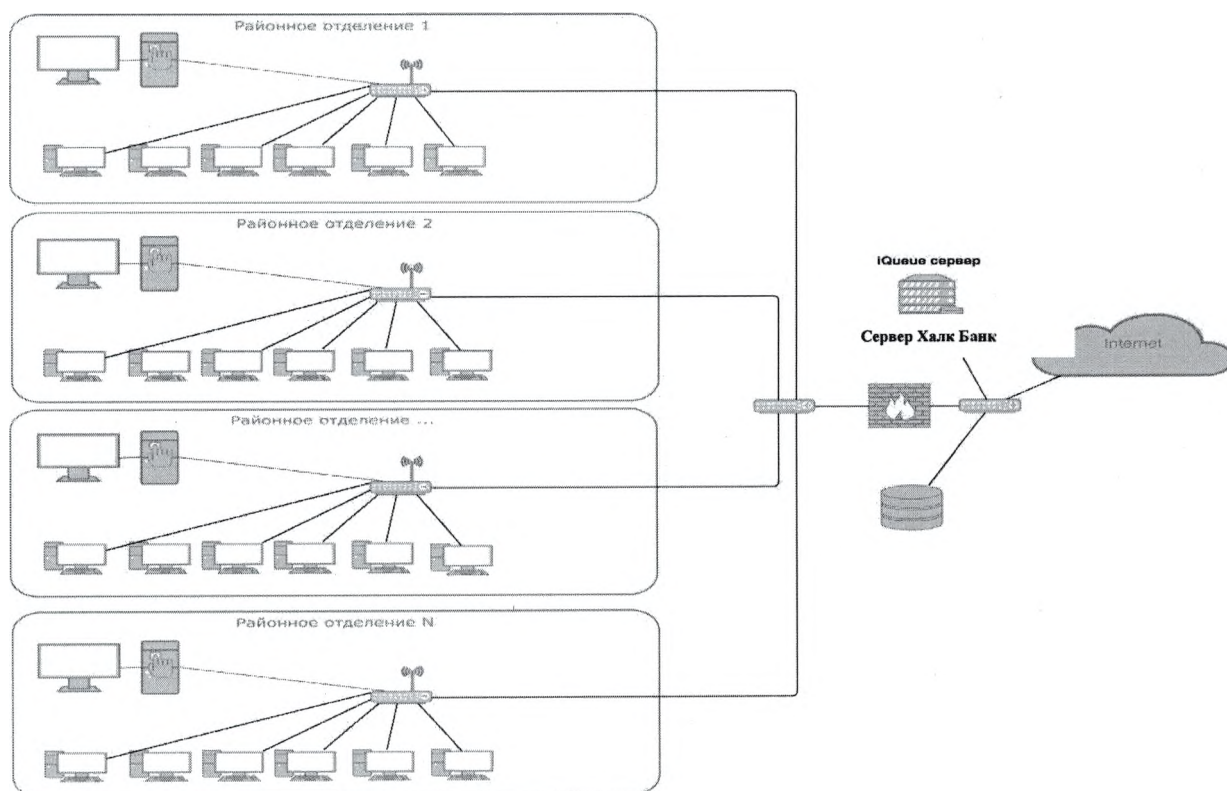 Районное отделение 1
Районное отделение 2
Районное отделение ...
Районное отделение N
iQueue сервер
Сервер Халк Банк
Internet